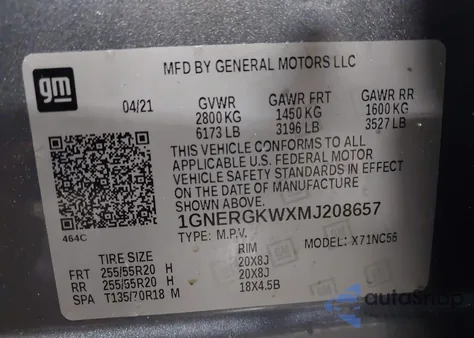 gm
MFD BY GENERAL MOTORS LLC
04/21 GVWR GAWR FRT GAWR RR
2800 KG 1450 KG 1600 KG
6173 LB 3196 LB 3527 LB
THIS VEHICLE CONFORMS TO ALL
APPLICABLE U.S. FEDERAL MOTOR
VEHICLE SAFETY STANDARDS IN EFFECT
ON THE DATE OF MANUFACTURE
SHOWN ABOVE.
1GNERGKWXMJ208657
464C
TYPE: M.P.V. MODEL: X71NC56
TIRE SIZE RIM
FRT 255/55R20 H 20X8J
RR 255/55R20 H 20X8J
SPA T135/70R18 M 18X4.5B
autoShop